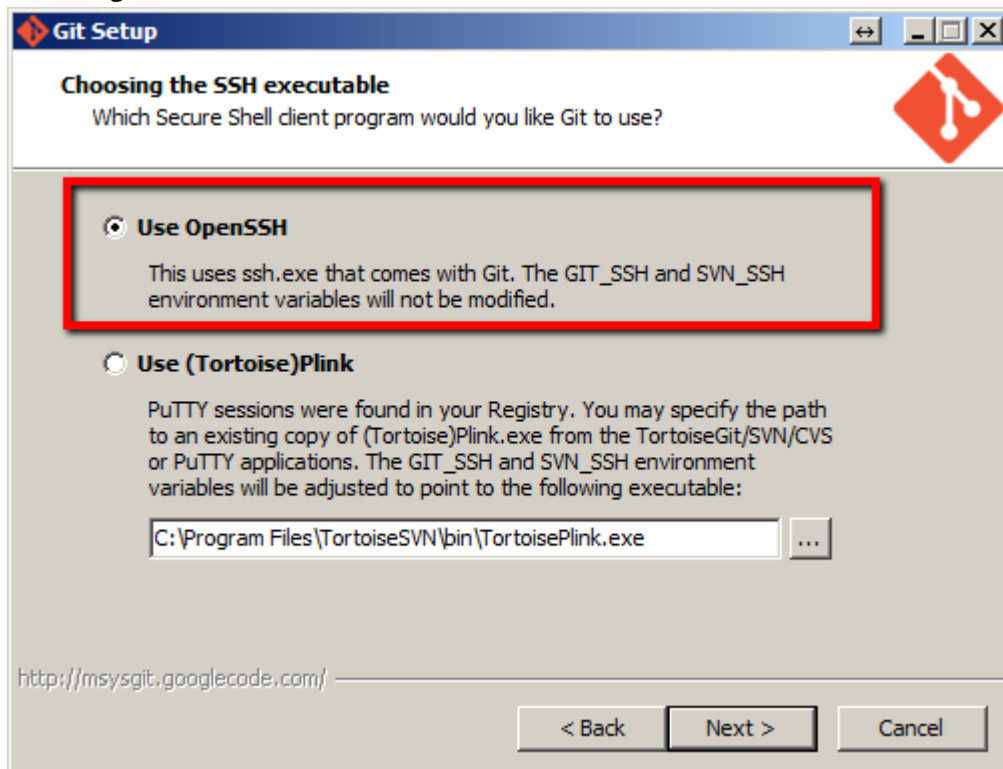 Git Setup
Choosing the SSH executable
Which Secure Shell client program would you like Git to use?
Use OpenSSH
This uses ssh.exe that comes with Git. The GIT_SSH and SVN_SSH
environment variables will not be modified.
Use (Tortoise)Plink
PuTTY sessions were found in your Registry. You may specify the path
to an existing copy of (Tortoise)Plink.exe from the TortoiseGit/SVN/CVS
or PuTTY applications. The GIT_SSH and SVN_SSH environment
variables will be adjusted to point to the following executable:
C:\Program Files\TortoiseSVN\bin\TortoisePlink.exe
...
http://msysgit.googlecode.com/
< Back Next > Cancel